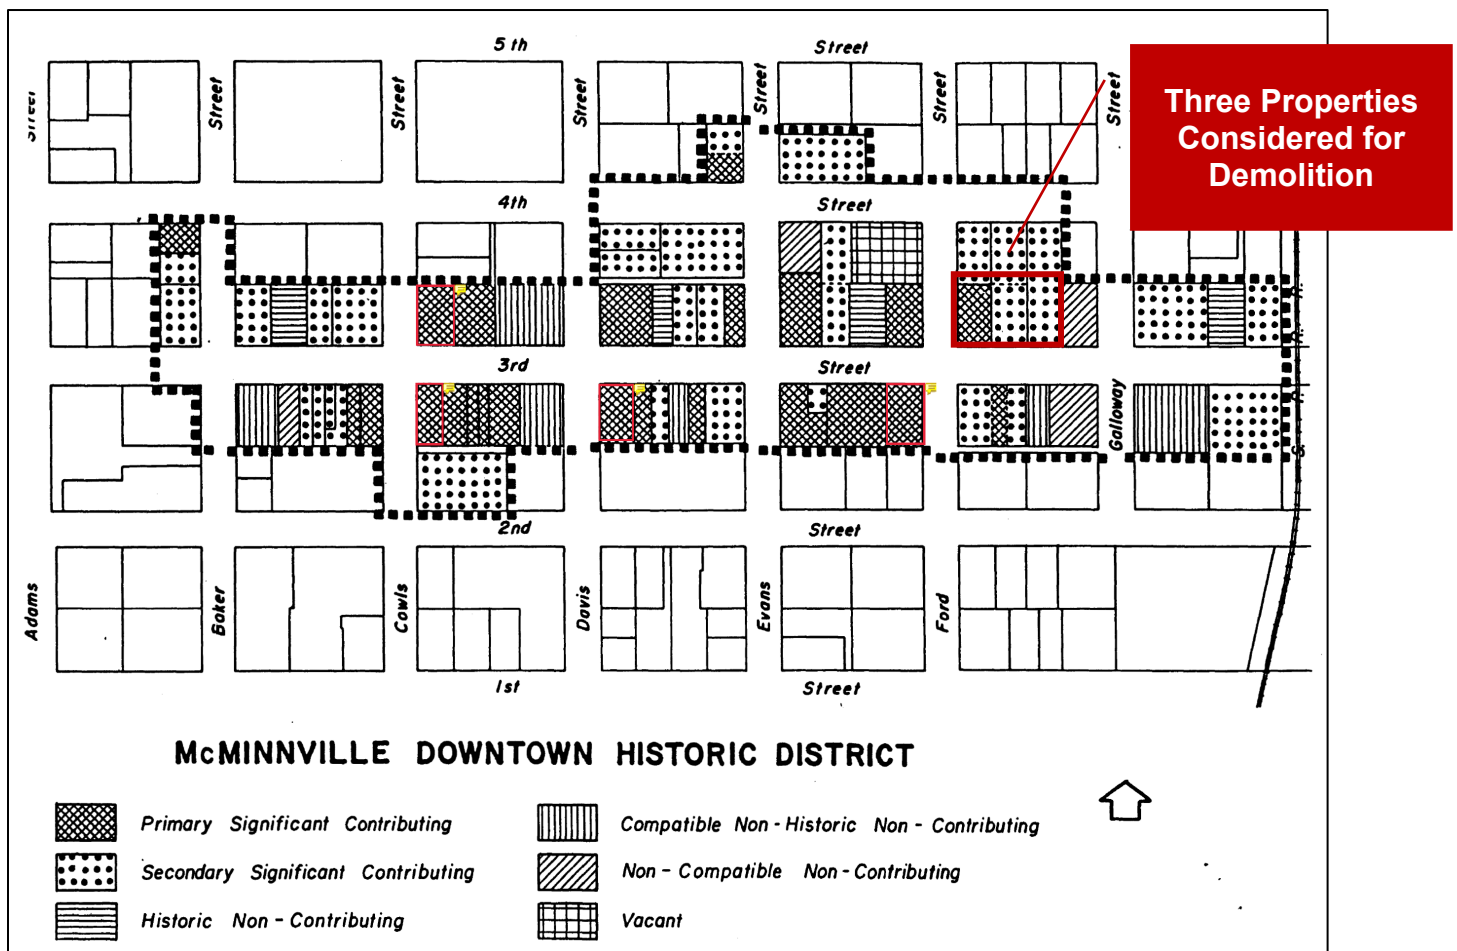 5th Street
Street
Street
Street
Street
Street
Street
Street
Three Properties
Considered for
Demolition
4th Street
3rd Street
Galloway
S. P. R. R.
2nd Street
Adams
Baker
Cowls
Davis
Evans
Ford
1st Street
McMINNVILLE DOWNTOWN HISTORIC DISTRICT
Primary Significant Contributing
Compatible Non-Historic Non-Contributing
Secondary Significant Contributing
Non-Compatible Non-Contributing
Historic Non-Contributing
Vacant